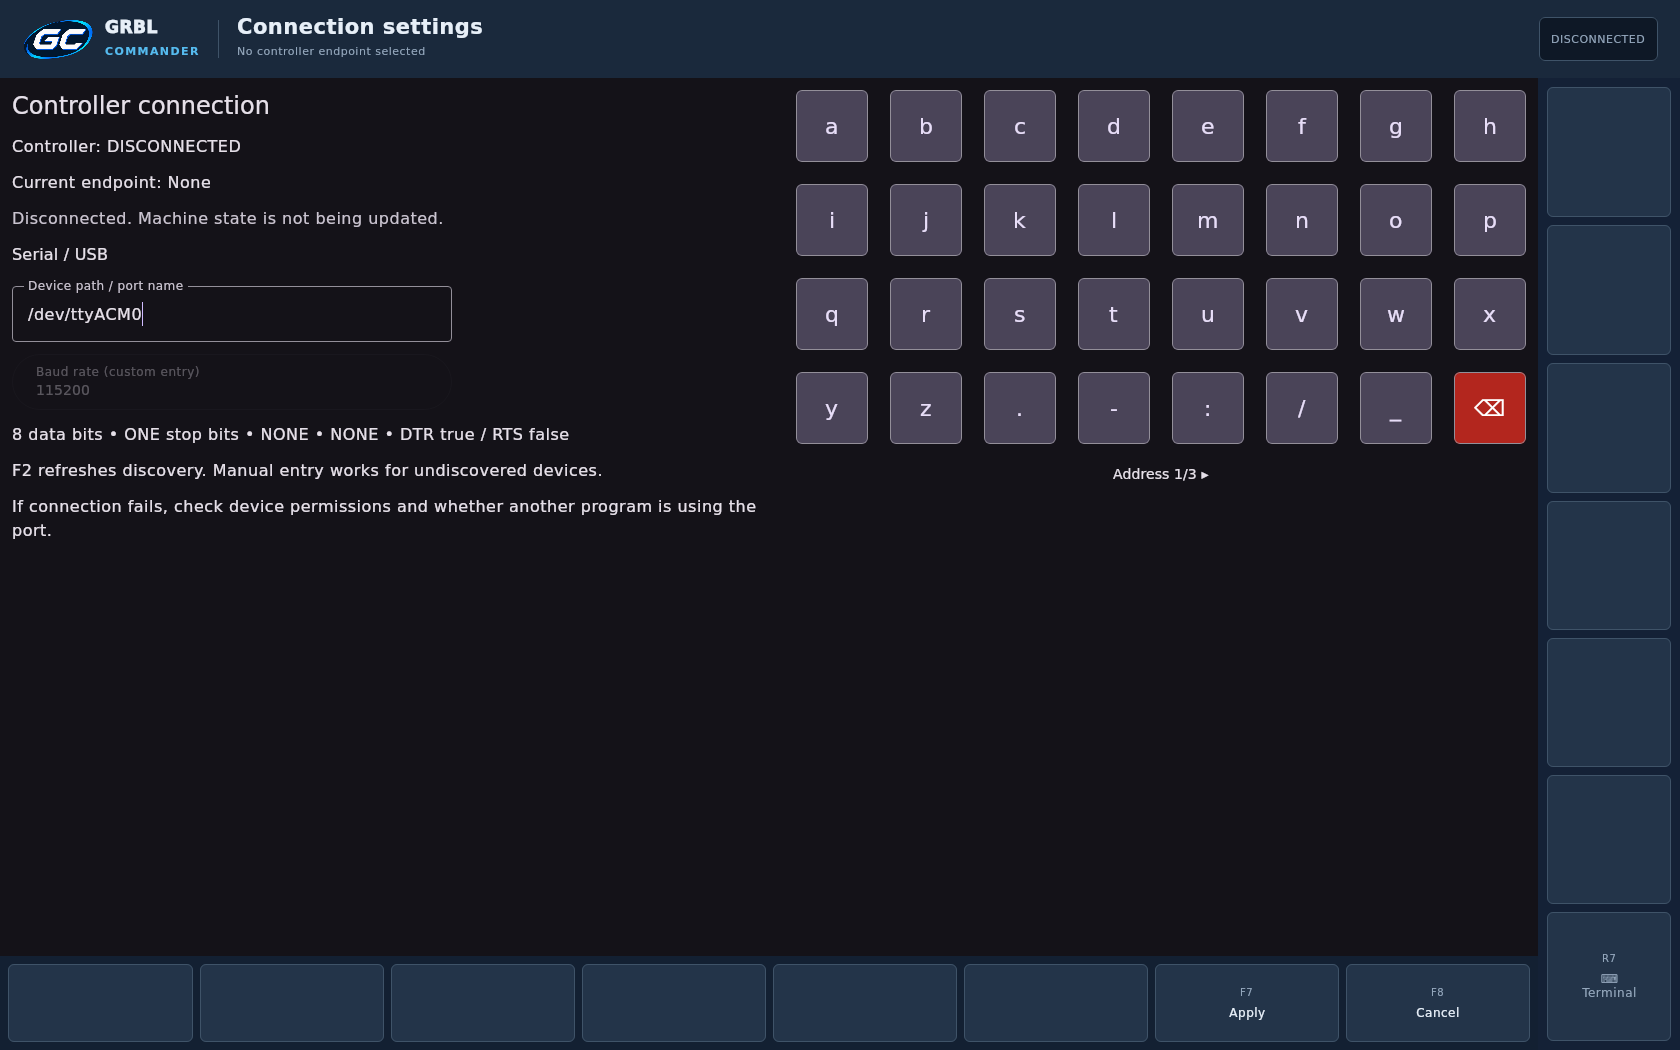 GC
GRBL
COMMANDER
Connection settings
No controller endpoint selected
DISCONNECTED
Controller connection
Controller: DISCONNECTED
Current endpoint: None
Disconnected. Machine state is not being updated.
Serial / USB
Device path / port name
/dev/ttyACM0
Baud rate (custom entry)
115200
8 data bits • ONE stop bits • NONE • NONE • DTR true / RTS false
F2 refreshes discovery. Manual entry works for undiscovered devices.
If connection fails, check device permissions and whether another program is using the
port.
a b c d e f g h
i j k l m n o p
q r s t u v w x
y z . - : / _ ⌫
Address 1/3 ▸
R7
⌨
Terminal
F7
Apply
F8
Cancel